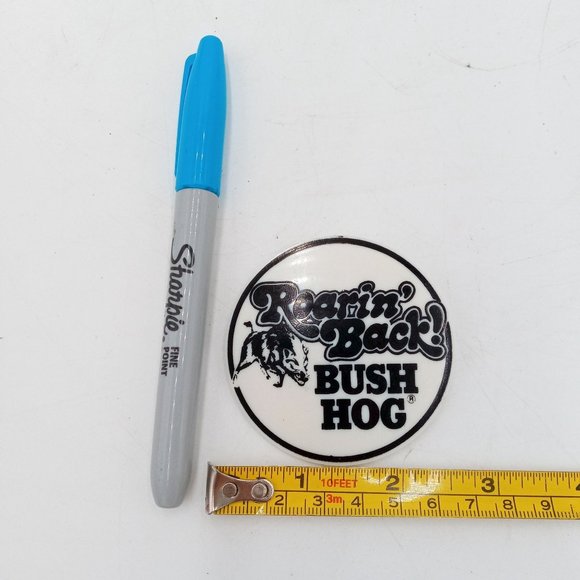 Sharpie.
FINE
POINT
Roarin'
Back!
BUSH
HOG®
1 10FEET 2 3 4
2 3 3m 4 5 6 7 8 9